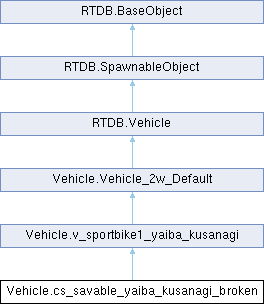 RTDB.BaseObject
RTDB.SpawnableObject
RTDB.Vehicle
Vehicle.Vehicle_2w_Default
Vehicle.v_sportbike1_yaiba_kusanagi
Vehicle.cs_savable_yaiba_kusanagi_broken